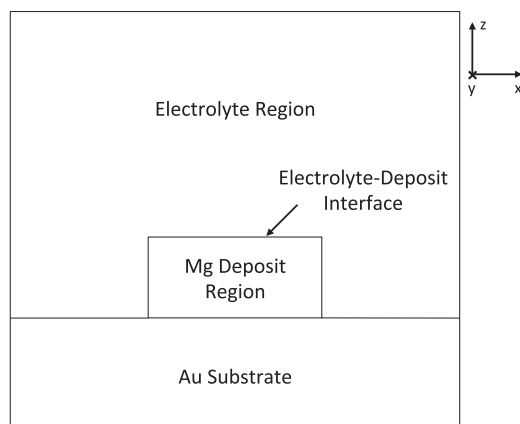 z
y
x
Electrolyte Region
Electrolyte-Deposit
Interface
Mg Deposit
Region
Au Substrate